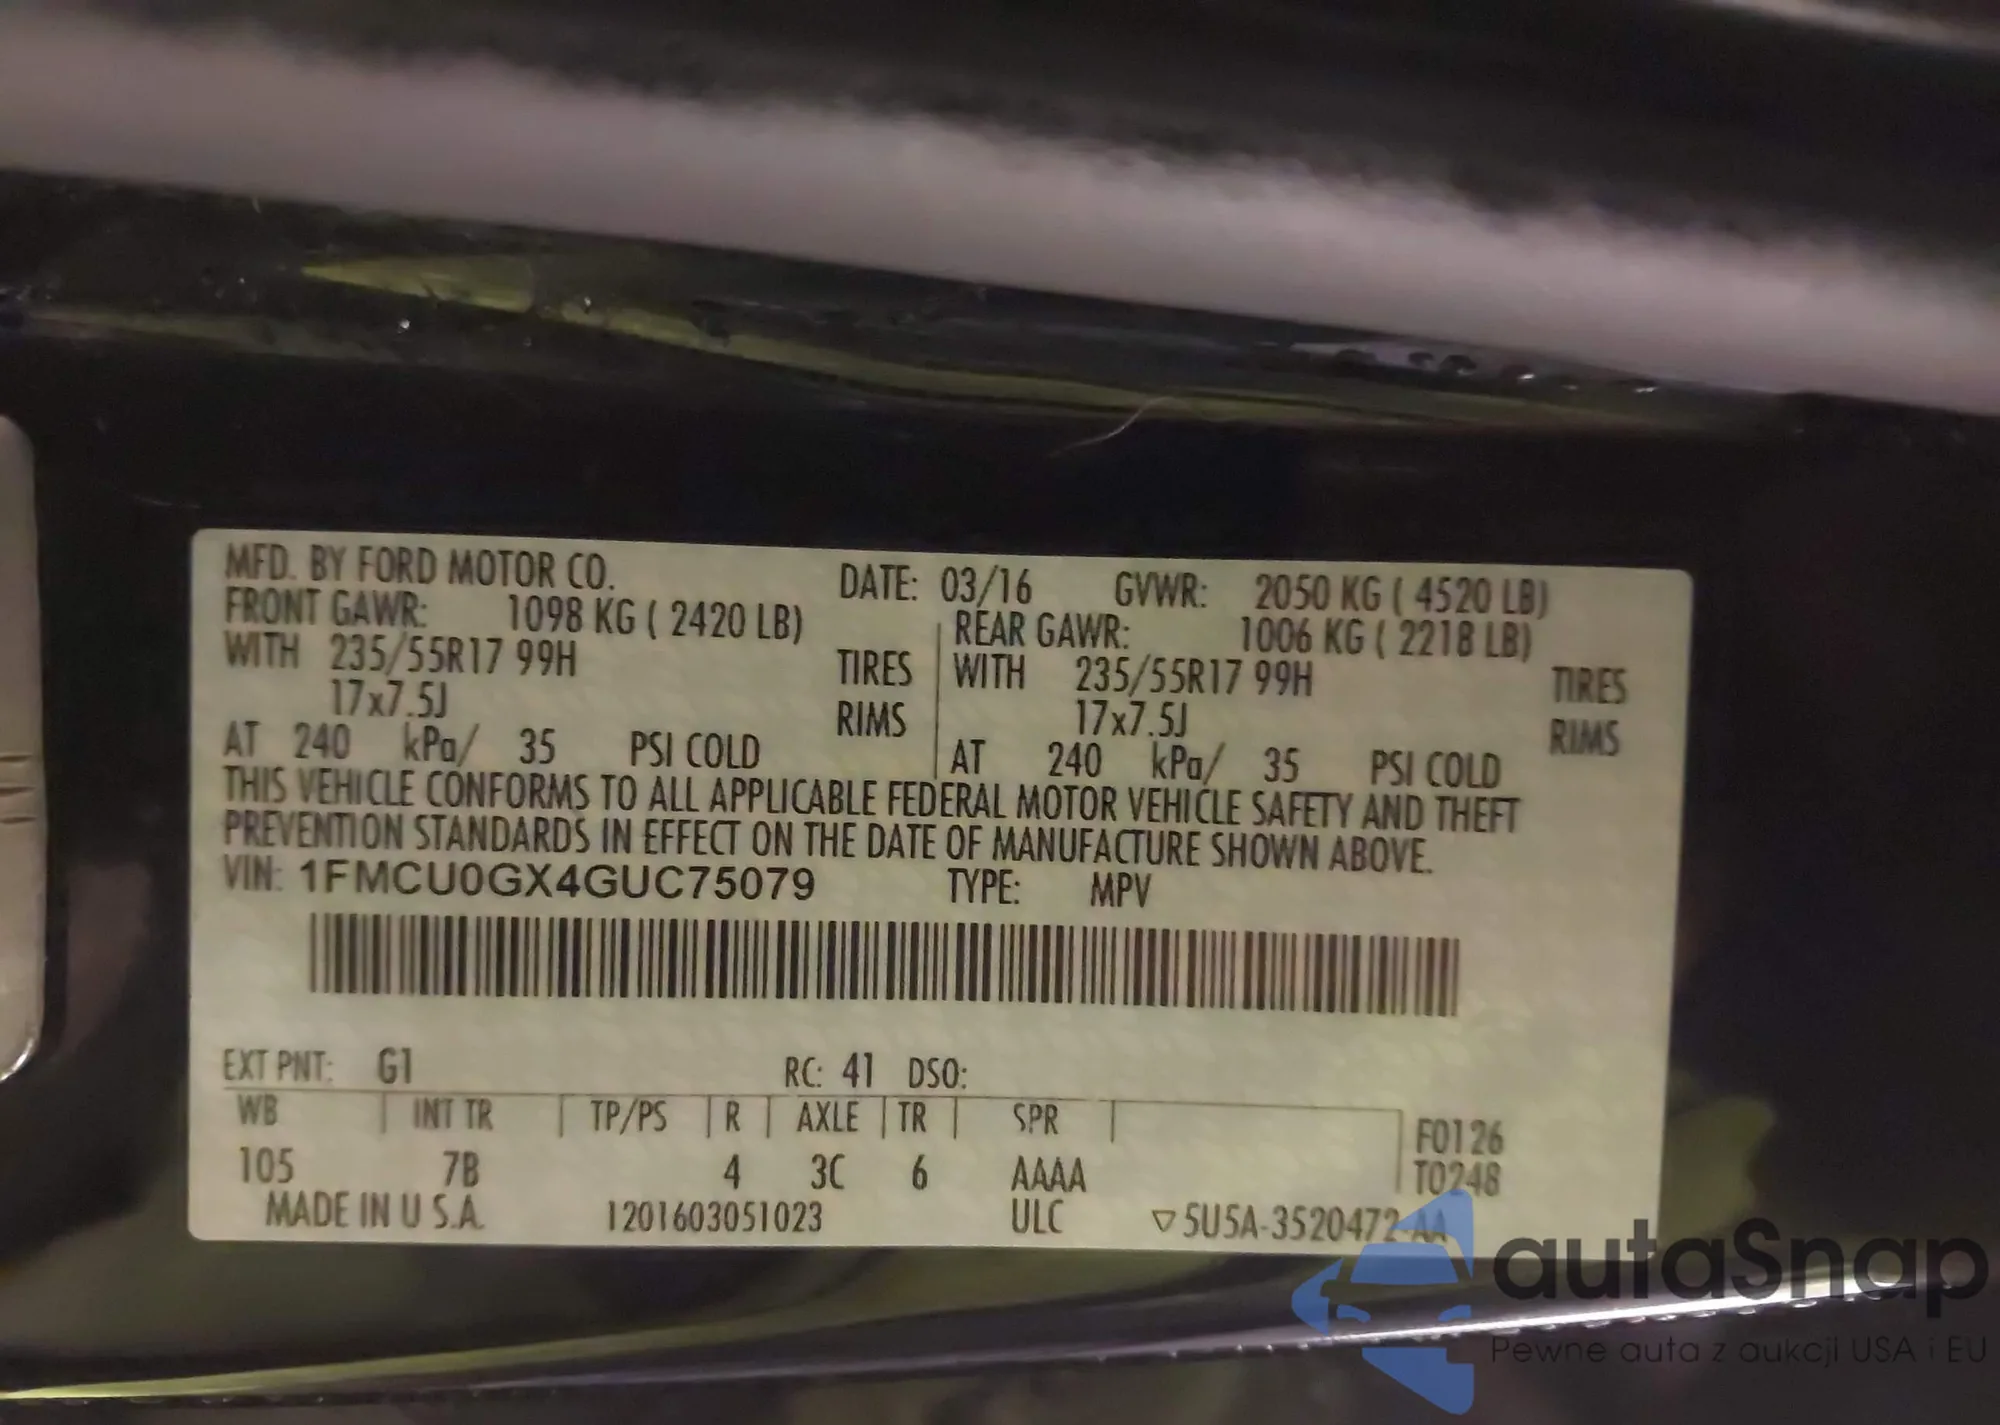 MFD. BY FORD MOTOR CO. DATE: 03/16 GVWR: 2050 KG ( 4520 LB)
FRONT GAWR: 1098 KG ( 2420 LB) REAR GAWR: 1006 KG ( 2218 LB)
WITH 235/55R17 99H TIRES WITH 235/55R17 99H TIRES
17x7.5J RIMS 17x7.5J RIMS
AT 240 kPa/ 35 PSI COLD AT 240 kPa/ 35 PSI COLD
THIS VEHICLE CONFORMS TO ALL APPLICABLE FEDERAL MOTOR VEHICLE SAFETY AND THEFT
PREVENTION STANDARDS IN EFFECT ON THE DATE OF MANUFACTURE SHOWN ABOVE.
VIN: 1FMCU0GX4GUC75079 TYPE: MPV
EXT PNT: G1 RC: 41 DSO:
WB INT TR TP/PS R AXLE TR SPR F0126
105 7B 4 3C 6 AAAA T0248
MADE IN U S.A. 1201603051023 ULC ▽5U5A-3520472-AA
autaSnap
Pewne auta z aukcji USA i EU